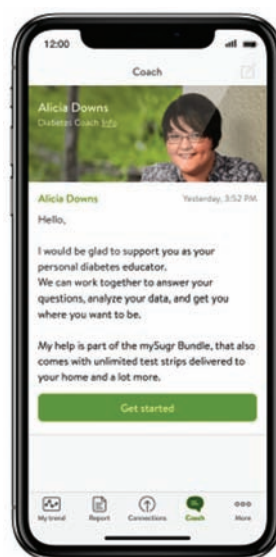 12:00
Coach
Alicia Downs
Diabetes Coach Info
Alicia Downs Yesterday, 3:52 PM
Hello,
I would be glad to support you as your
personal diabetes educator.
We can work together to answer your
questions, analyze your data, and get you
where you want to be.
My help is part of the mySugr Bundle, that also
comes with unlimited test strips delivered to
your home and a lot more.
Get started
My trend Report Connections Coach More